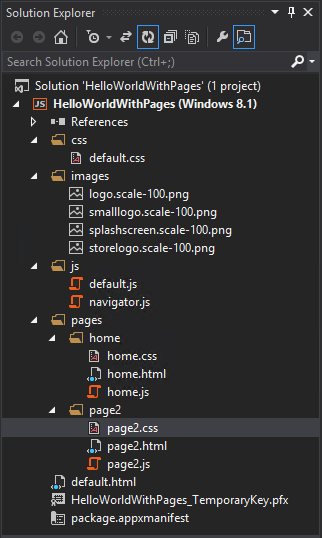 Solution Explorer
Search Solution Explorer (Ctrl+;)
Solution 'HelloWorldWithPages' (1 project)
JS HelloWorldWithPages (Windows 8.1)
References
css
default.css
images
logo.scale-100.png
smalllogo.scale-100.png
splashscreen.scale-100.png
storelogo.scale-100.png
js
default.js
navigator.js
pages
home
home.css
home.html
home.js
page2
page2.css
page2.html
page2.js
default.html
HelloWorldWithPages_TemporaryKey.pfx
package.appxmanifest